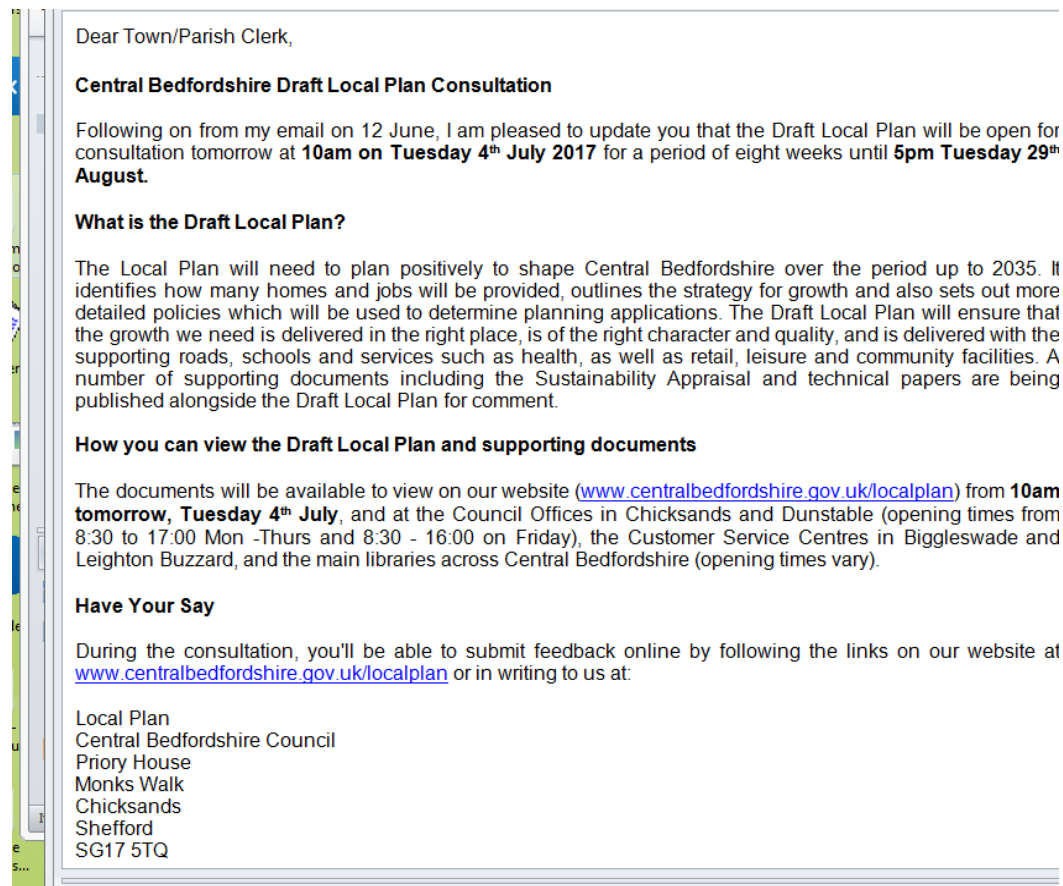 Dear Town/Parish Clerk,
Central Bedfordshire Draft Local Plan Consultation
Following on from my email on 12 June, I am pleased to update you that the Draft Local Plan will be open for
consultation tomorrow at 10am on Tuesday 4th July 2017 for a period of eight weeks until 5pm Tuesday 29th
August.
What is the Draft Local Plan?
The Local Plan will need to plan positively to shape Central Bedfordshire over the period up to 2035. It
identifies how many homes and jobs will be provided, outlines the strategy for growth and also sets out more
detailed policies which will be used to determine planning applications. The Draft Local Plan will ensure that
the growth we need is delivered in the right place, is of the right character and quality, and is delivered with the
supporting roads, schools and services such as health, as well as retail, leisure and community facilities. A
number of supporting documents including the Sustainability Appraisal and technical papers are being
published alongside the Draft Local Plan for comment.
How you can view the Draft Local Plan and supporting documents
The documents will be available to view on our website (www.centralbedfordshire.gov.uk/localplan) from 10am
tomorrow, Tuesday 4th July, and at the Council Offices in Chicksands and Dunstable (opening times from
8:30 to 17:00 Mon -Thurs and 8:30 - 16:00 on Friday), the Customer Service Centres in Biggleswade and
Leighton Buzzard, and the main libraries across Central Bedfordshire (opening times vary).
Have Your Say
During the consultation, you'll be able to submit feedback online by following the links on our website at
www.centralbedfordshire.gov.uk/localplan or in writing to us at:
Local Plan
Central Bedfordshire Council
Priory House
Monks Walk
Chicksands
Shefford
SG17 5TQ